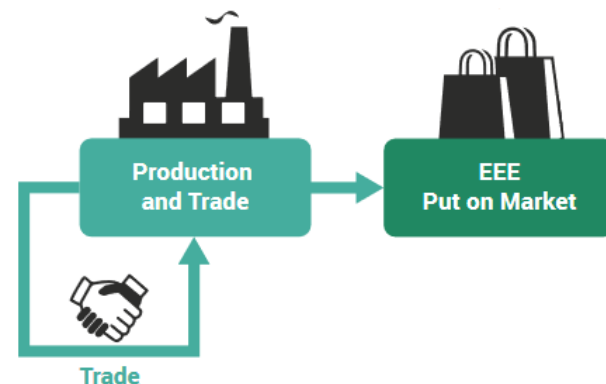 Production
and Trade
EEE
Put on Market
Trade